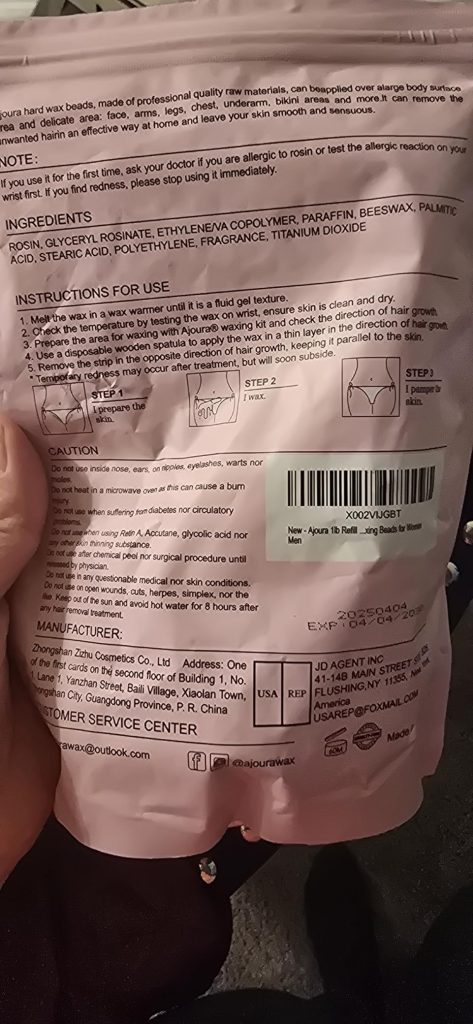 joura hard wax beads, made of professional quality raw materials, can beapplied over alarge body surface
rea and delicate area: face, arms, legs, chest, underarm, bikini areas and more.It can remove the
nwanted hairin an effective way at home and leave your skin smooth and sensuous.
NOTE:
If you use it for the first time, ask your doctor if you are allergic to rosin or test the allergic reaction on your
wrist first. If you find redness, please stop using it immediately.
INGREDIENTS
ROSIN, GLYCERYL ROSINATE, ETHYLENE/VA COPOLYMER, PARAFFIN, BEESWAX, PALMITIC
ACID, STEARIC ACID, POLYETHYLENE, FRAGRANCE, TITANIUM DIOXIDE
INSTRUCTIONS FOR USE
1. Melt the wax in a wax warmer until it is a fluid gel texture.
2. Check the temperature by testing the wax on wrist, ensure skin is clean and dry.
3. Prepare the area for waxing with Ajoura® waxing kit and check the direction of hair growth.
4. Use a disposable wooden spatula to apply the wax in a thin layer in the direction of hair growth.
5. Remove the strip in the opposite direction of hair growth, keeping it parallel to the skin.
* Temporary redness may occur after treatment, but will soon subside.
STEP 1
I prepare the
skin.
STEP 2
I wax.
STEP 3
I pamper
skin.
CAUTION
Do not use inside nose, ears, on nipples, eyelashes, warts nor
moles.
Do not heat in a microwave oven as this can cause a burn
injury.
Do not use when suffering from diabetes nor circulatory
problems.
Do not use when using Retin A, Accutane, glycolic acid nor
any other skin thinning substance.
Do not use after chemical peel nor surgical procedure until
released by physician.
Do not use in any questionable medical nor skin conditions.
Do not use on open wounds, cuts, herpes, simplex, nor the
like. Keep out of the sun and avoid hot water for 8 hours after
any hair removal treatment.
X002VIJGBT
New - Ajoura 1lb Refill ...xing Beads for Women
Men
20250404
EXP: 04/04/20
MANUFACTURER:
Zhongshan Zizhu Cosmetics Co., Ltd Address: One
of the first cards on the second floor of Building 1, No.
1 Lane 1, Yanzhan Street, Baili Village, Xiaolan Town,
ongshan City, Guangdong Province, P. R. China
USA REP
JD AGENT INC
41-14B MAIN STREET
FLUSHING,NY 11355, New York,
America
USAREP@FOXMAIL.COM
STOMER SERVICE CENTER
rawax@outlook.com
@ajourawax
60M
Made